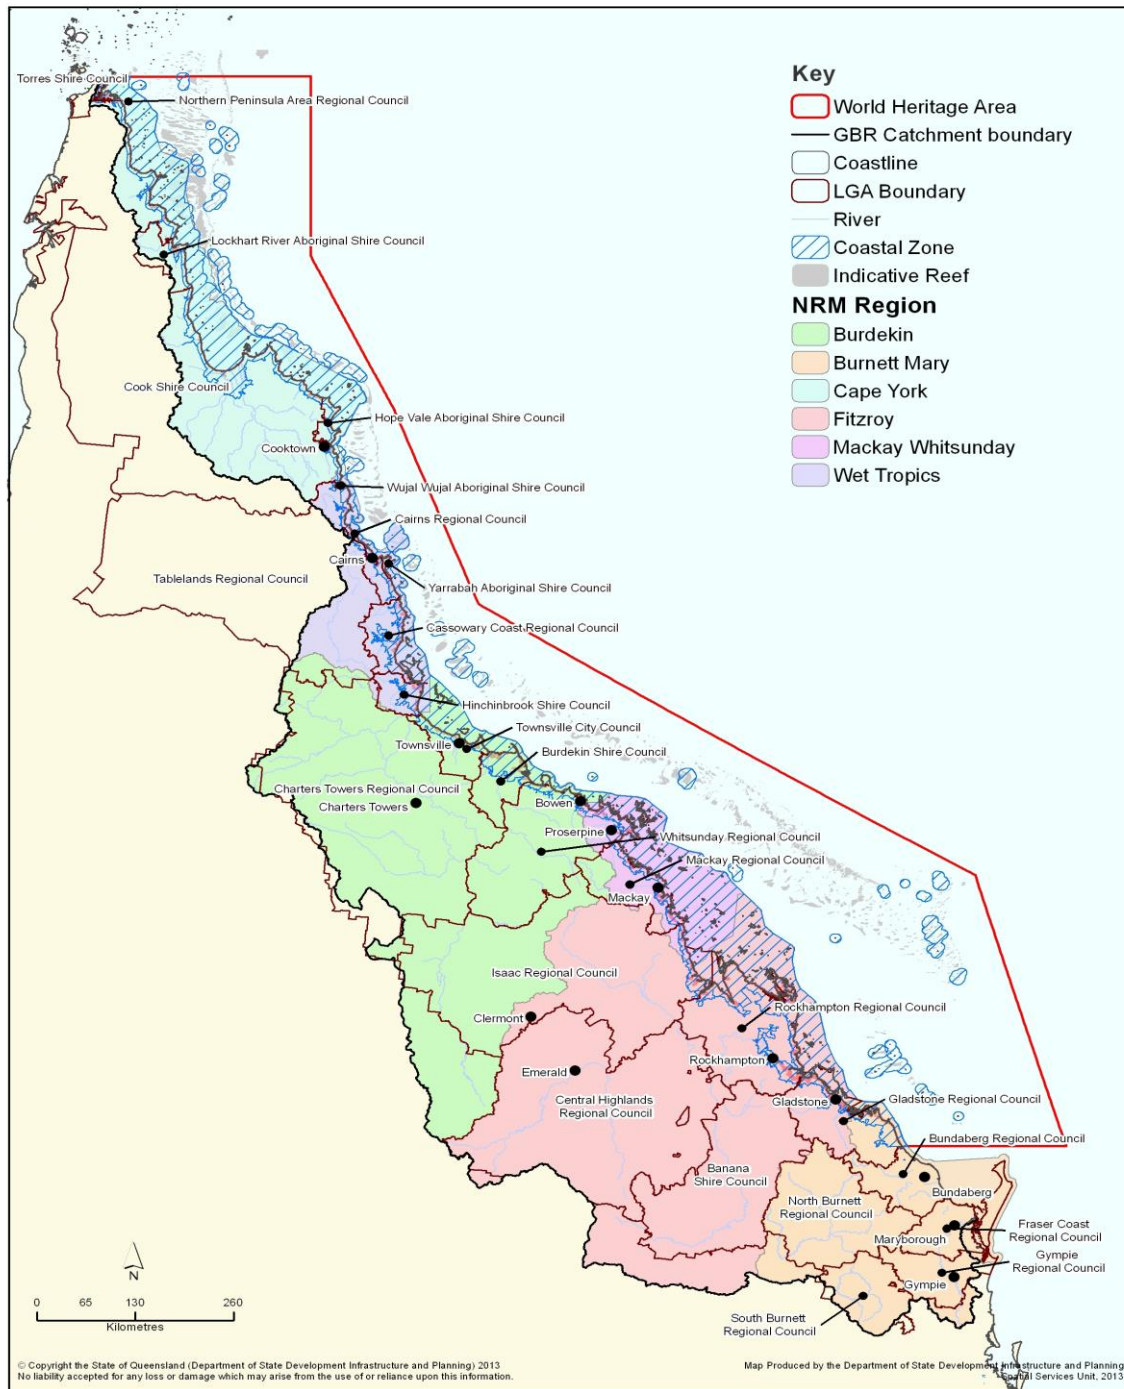 Torres Shire Council
Northern Peninsula Area Regional Council
Lockhart River Aboriginal Shire Council
Cook Shire Council
Hope Vale Aboriginal Shire Council
Cooktown
Wujal Wujal Aboriginal Shire Council
Cairns Regional Council
Cairns
Tablelands Regional Council
Yarrabah Aboriginal Shire Council
Cassowary Coast Regional Council
Hinchinbrook Shire Council
Townsville City Council
Townsville
Burdekin Shire Council
Charters Towers Regional Council
Charters Towers
Bowen
Proserpine
Whitsunday Regional Council
Mackay Regional Council
Mackay
Isaac Regional Council
Rockhampton Regional Council
Clermont
Rockhampton
Emerald
Central Highlands
Regional Council
Gladstone
Gladstone Regional Council
Bundaberg Regional Council
Banana
Shire Council
Bundaberg
North Burnett
Regional Council
Maryborough
Fraser Coast
Regional Council
Gympie
Regional Council
Gympie
South Burnett
Regional Council
Key
World Heritage Area
GBR Catchment boundary
Coastline
LGA Boundary
River
Coastal Zone
Indicative Reef
NRM Region
Burdekin
Burnett Mary
Cape York
Fitzroy
Mackay Whitsunday
Wet Tropics
N
0 65 130 260
Kilometres
© Copyright the State of Queensland (Department of State Development Infrastructure and Planning) 2013
No liability accepted for any loss or damage which may arise from the use of or reliance upon this information.
Map Produced by the Department of State Development Infrastructure and Planning
Spatial Services Unit, 2013